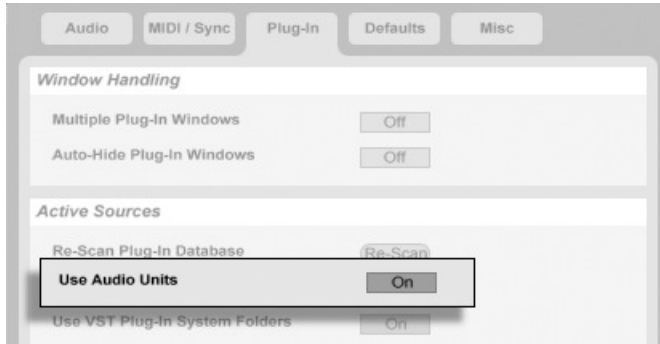 Audio MIDI / Sync Plug-In Defaults Misc
Window Handling
Multiple Plug-In Windows Off
Auto-Hide Plug-In Windows Off
Active Sources
Re-Scan Plug-In Database Re-Scan
Use Audio Units On
Use VST Plug-In System Folders On